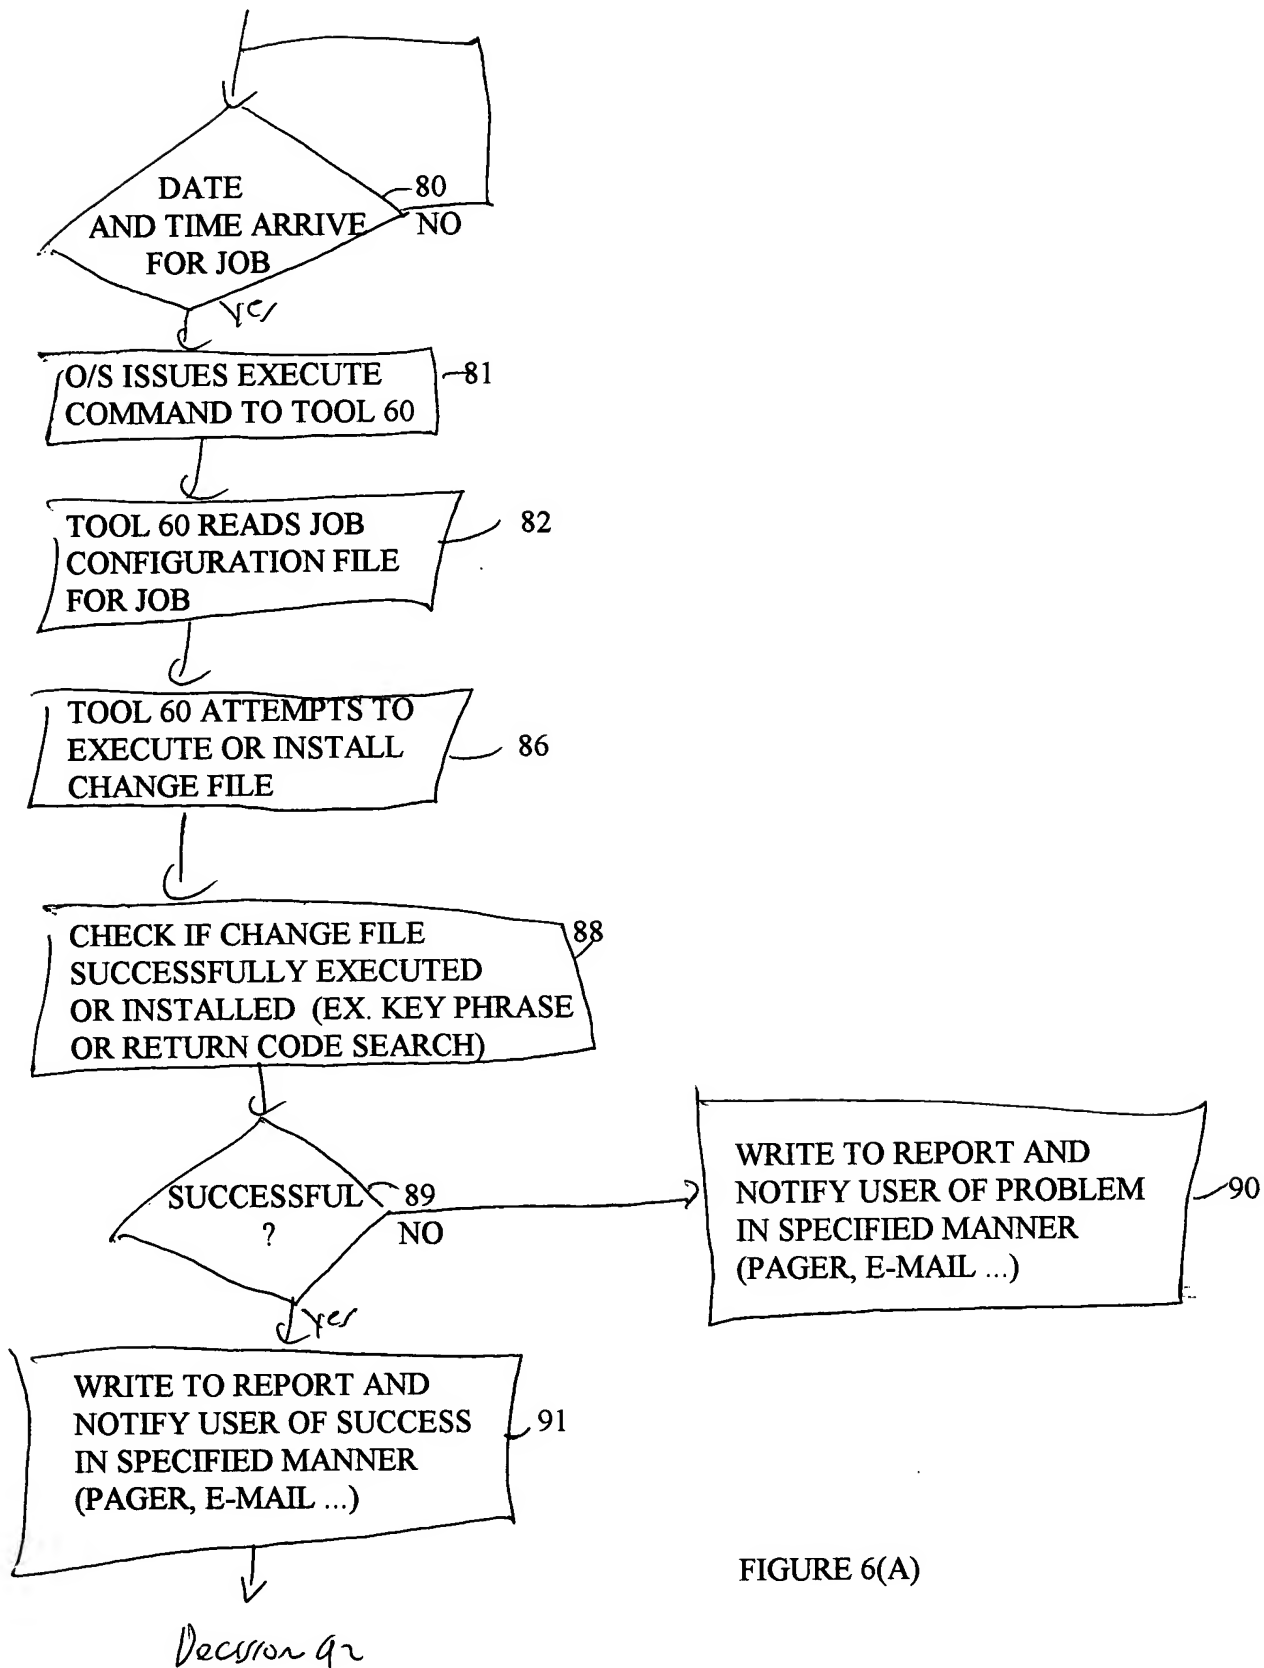 DATE
AND TIME ARRIVE
FOR JOB
80
NO
yes
O/S ISSUES EXECUTE
COMMAND TO TOOL 60
81
TOOL 60 READS JOB
CONFIGURATION FILE
FOR JOB
82
TOOL 60 ATTEMPTS TO
EXECUTE OR INSTALL
CHANGE FILE
86
CHECK IF CHANGE FILE
SUCCESSFULLY EXECUTED
OR INSTALLED (EX. KEY PHRASE
OR RETURN CODE SEARCH)
88
SUCCESSFUL
?
89
NO
yes
WRITE TO REPORT AND
NOTIFY USER OF PROBLEM
IN SPECIFIED MANNER
(PAGER, E-MAIL ...)
90
WRITE TO REPORT AND
NOTIFY USER OF SUCCESS
IN SPECIFIED MANNER
(PAGER, E-MAIL ...)
91
Decision 92
FIGURE 6(A)